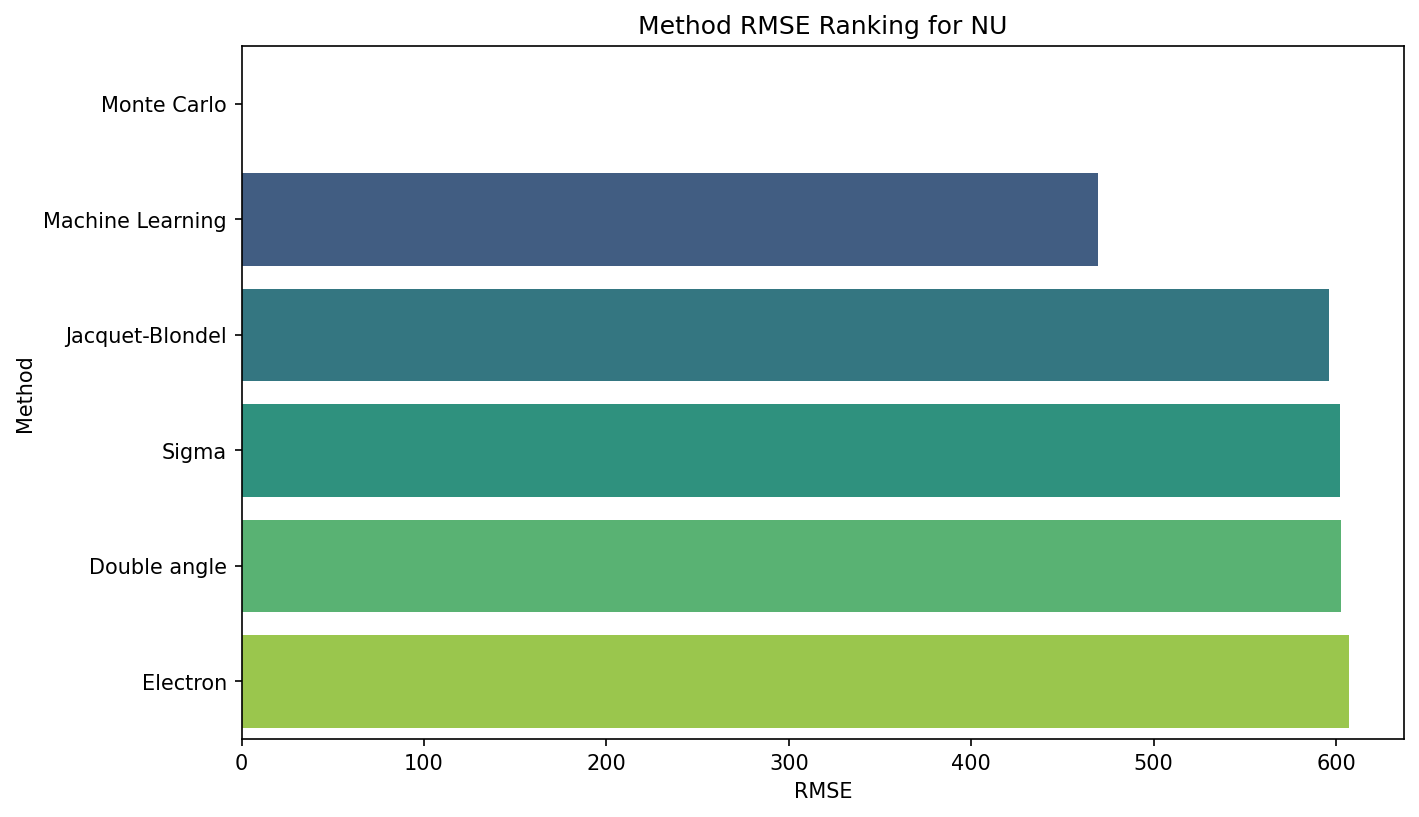 Method RMSE Ranking for NU
Monte Carlo
Machine Learning
Jacquet-Blondel
Sigma
Double angle
Electron
Method
0 100 200 300 400 500 600
RMSE